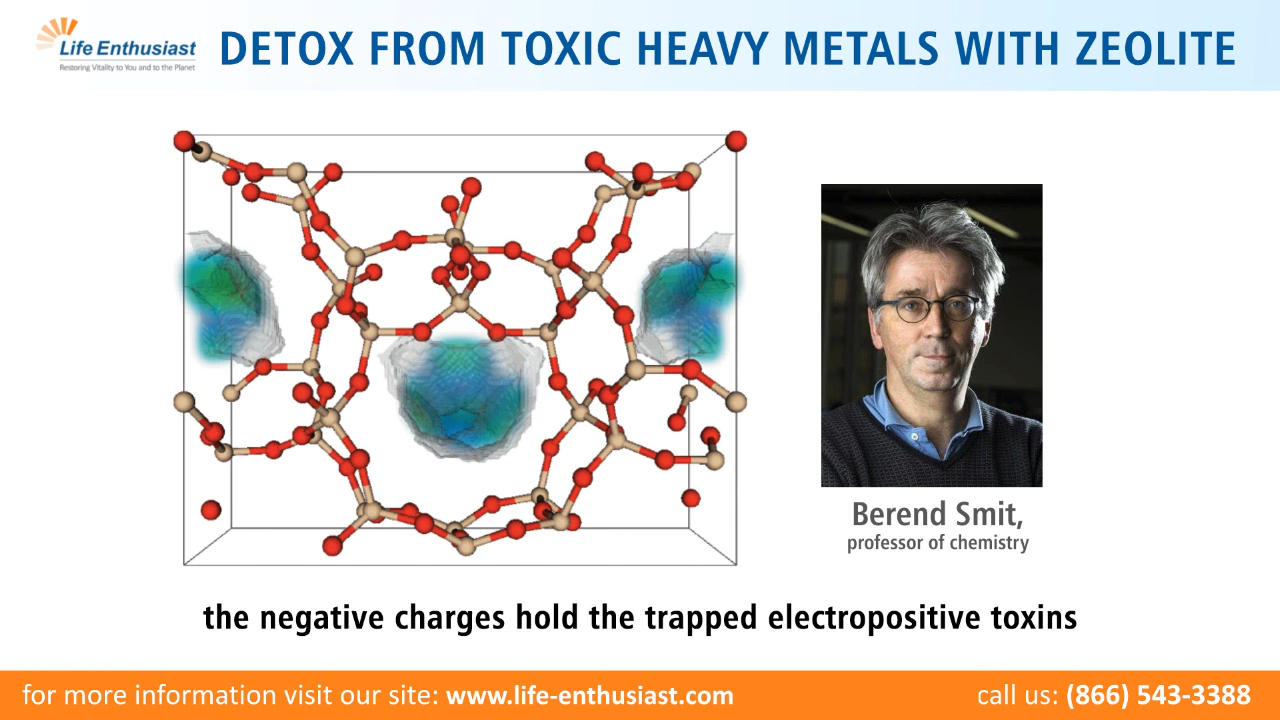 Life Enthusiast
Restoring Vitality to You and to the Planet
DETOX FROM TOXIC HEAVY METALS WITH ZEOLITE
Berend Smit,
professor of chemistry
the negative charges hold the trapped electropositive toxins
for more information visit our site: www.life-enthusiast.com
call us: (866) 543-3388